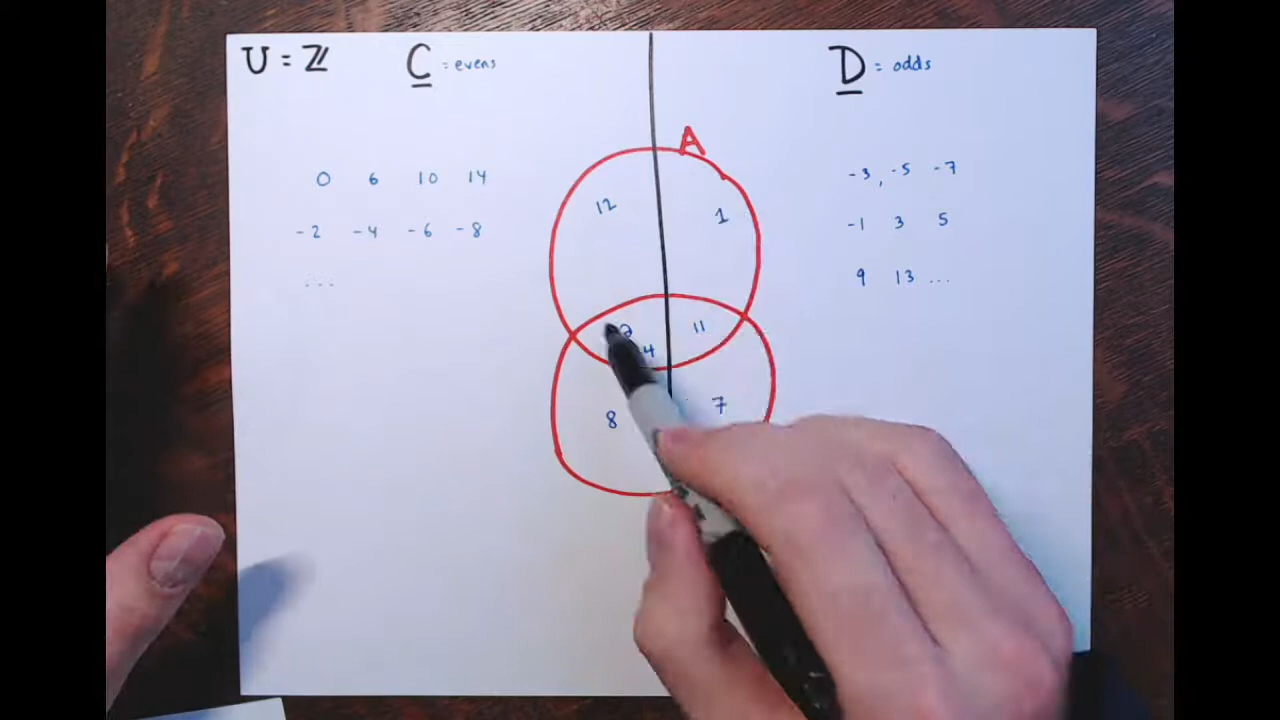 U = ℤ C = evens D = odds
A
0 6 10 14
-2 -4 -6 -8
...
12 1
2 11
4
8 7
-3, -5 -7
-1 3 5
9 13 ...